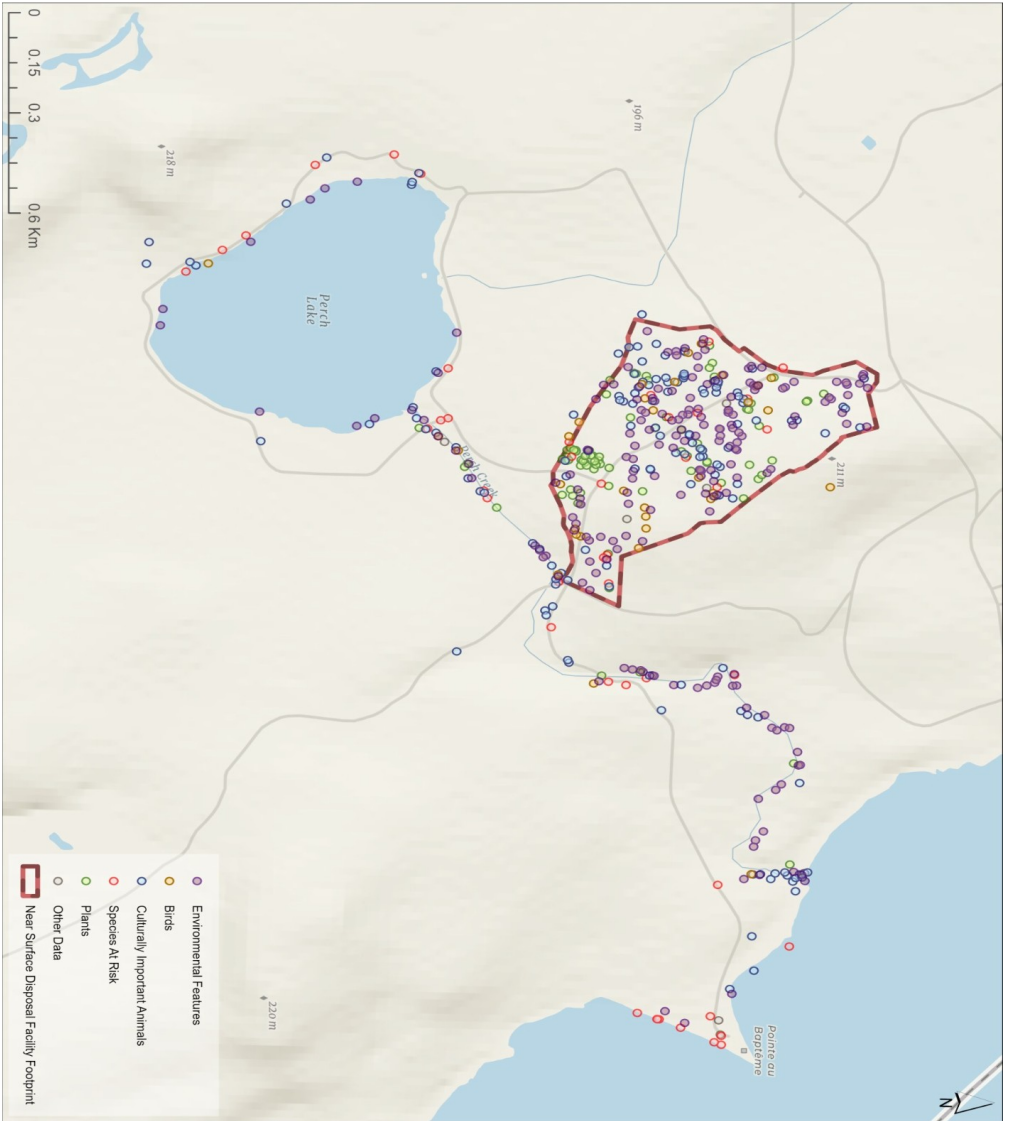 0 0.15 0.3 0.6 Km
218 m
196 m
211 m
220 m
Perch
Lake
Perch Creek
Pointe au
Baptême
N
Environmental Features
Birds
Culturally Important Animals
Species At Risk
Plants
Other Data
Near Surface Disposal Facility Footprint